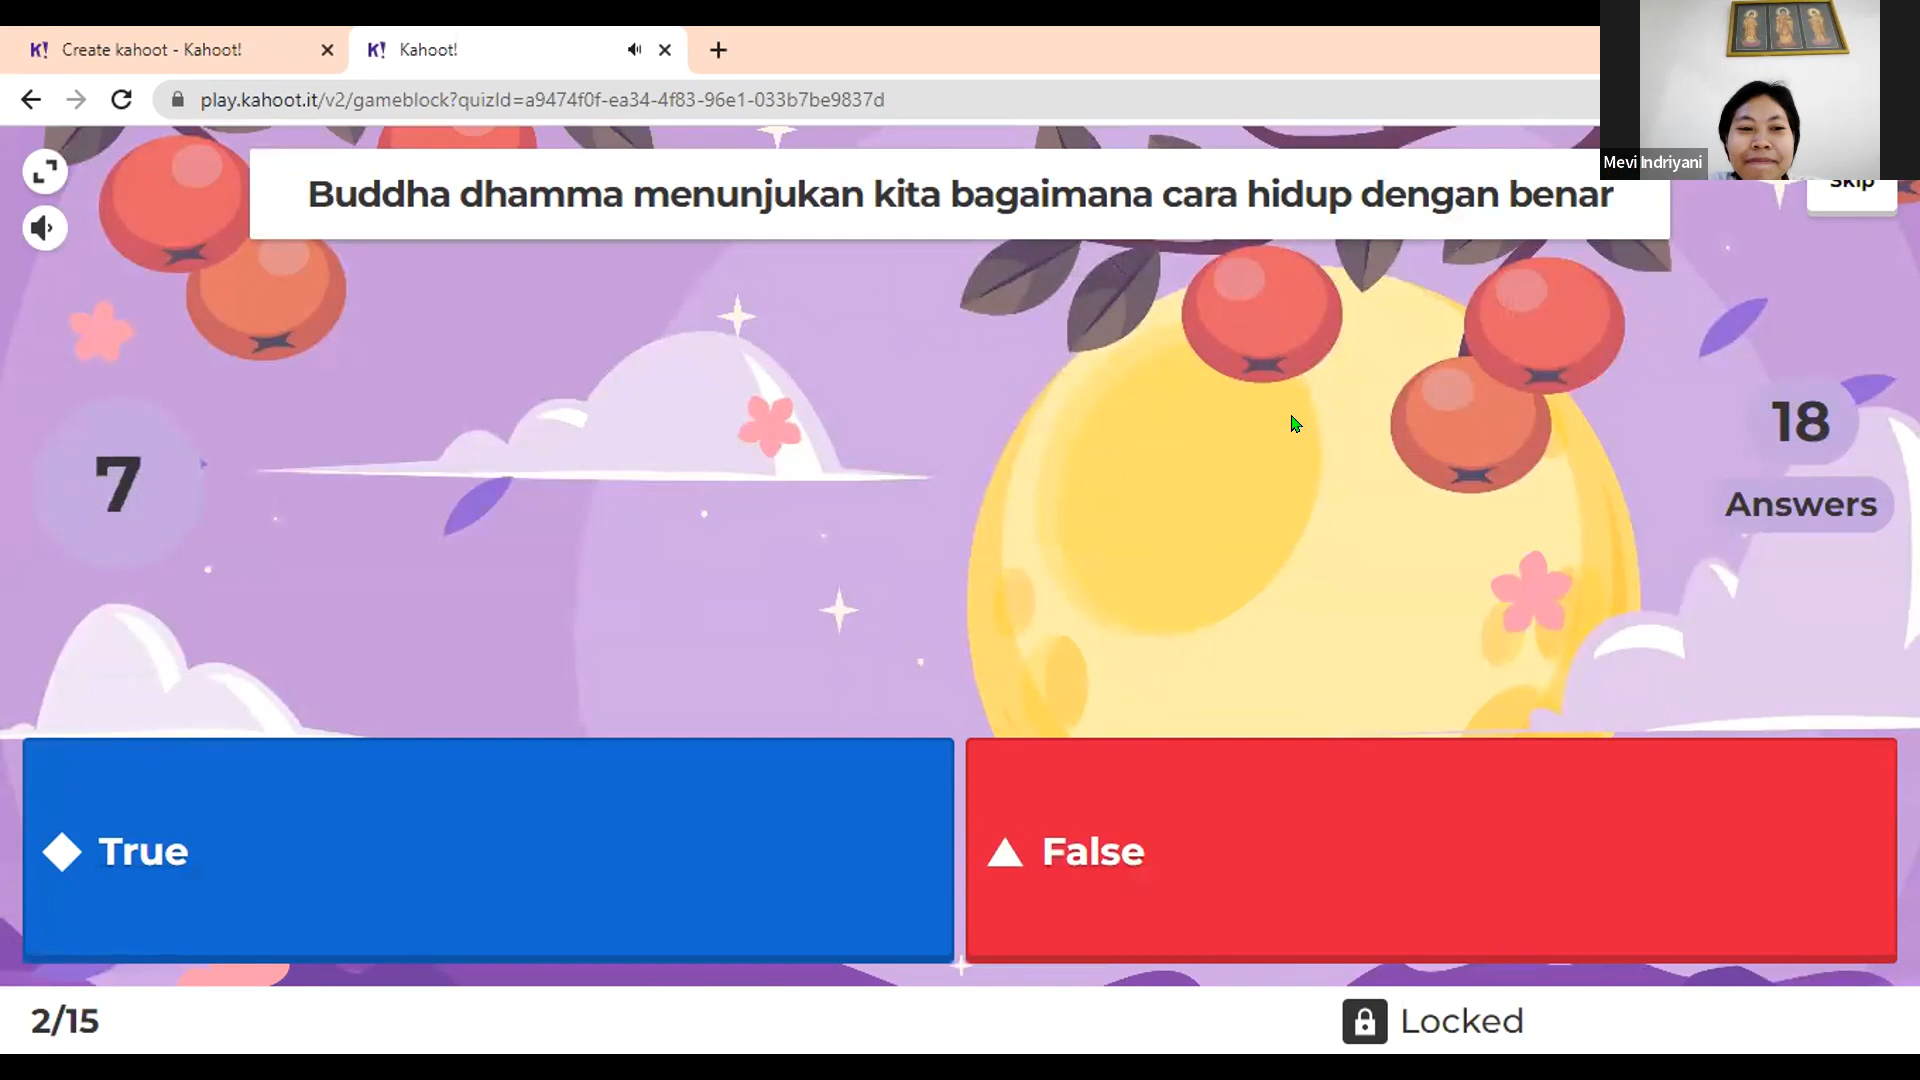 K! Create kahoot - Kahoot!
K! Kahoot!
play.kahoot.it/v2/gameblock?quizId=a9474f0f-ea34-4f83-96e1-033b7be9837d
Mevi Indriyani
Skip
Buddha dhamma menunjukan kita bagaimana cara hidup dengan benar
7
18
Answers
True
False
2/15
Locked